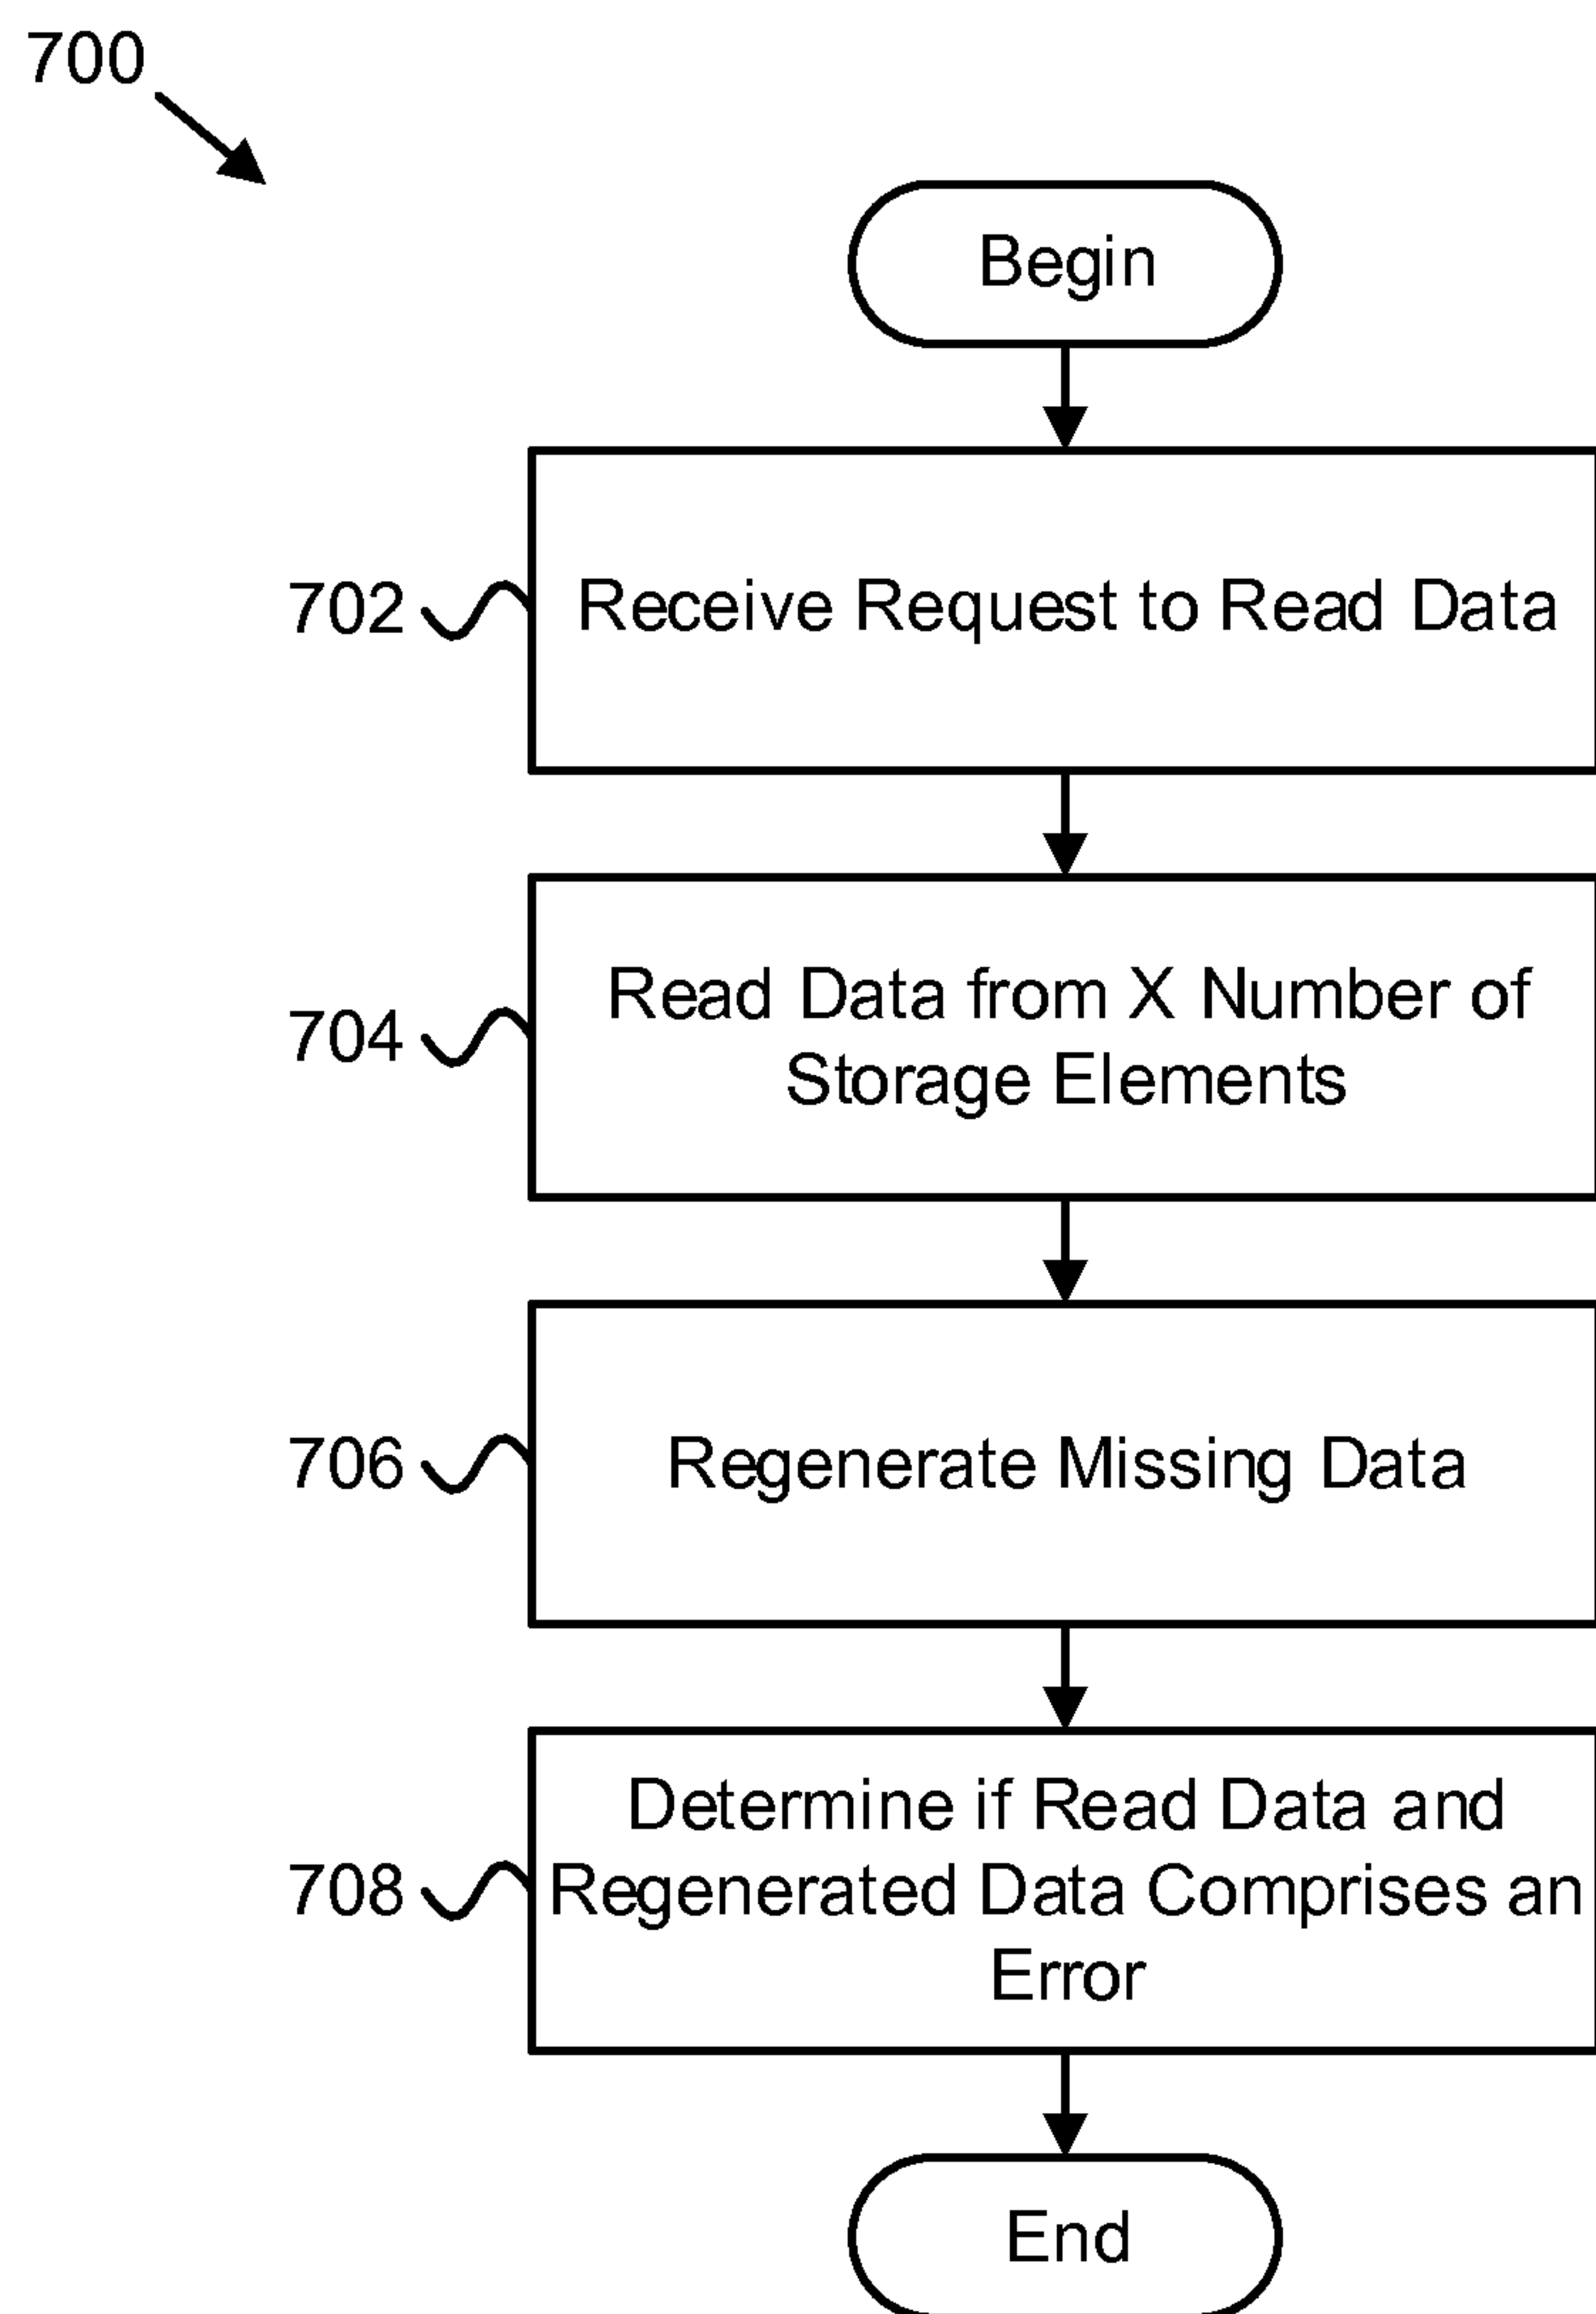 700
Begin
702
Receive Request to Read Data
704
Read Data from X Number of
Storage Elements
706
Regenerate Missing Data
708
Determine if Read Data and
Regenerated Data Comprises an
Error
End